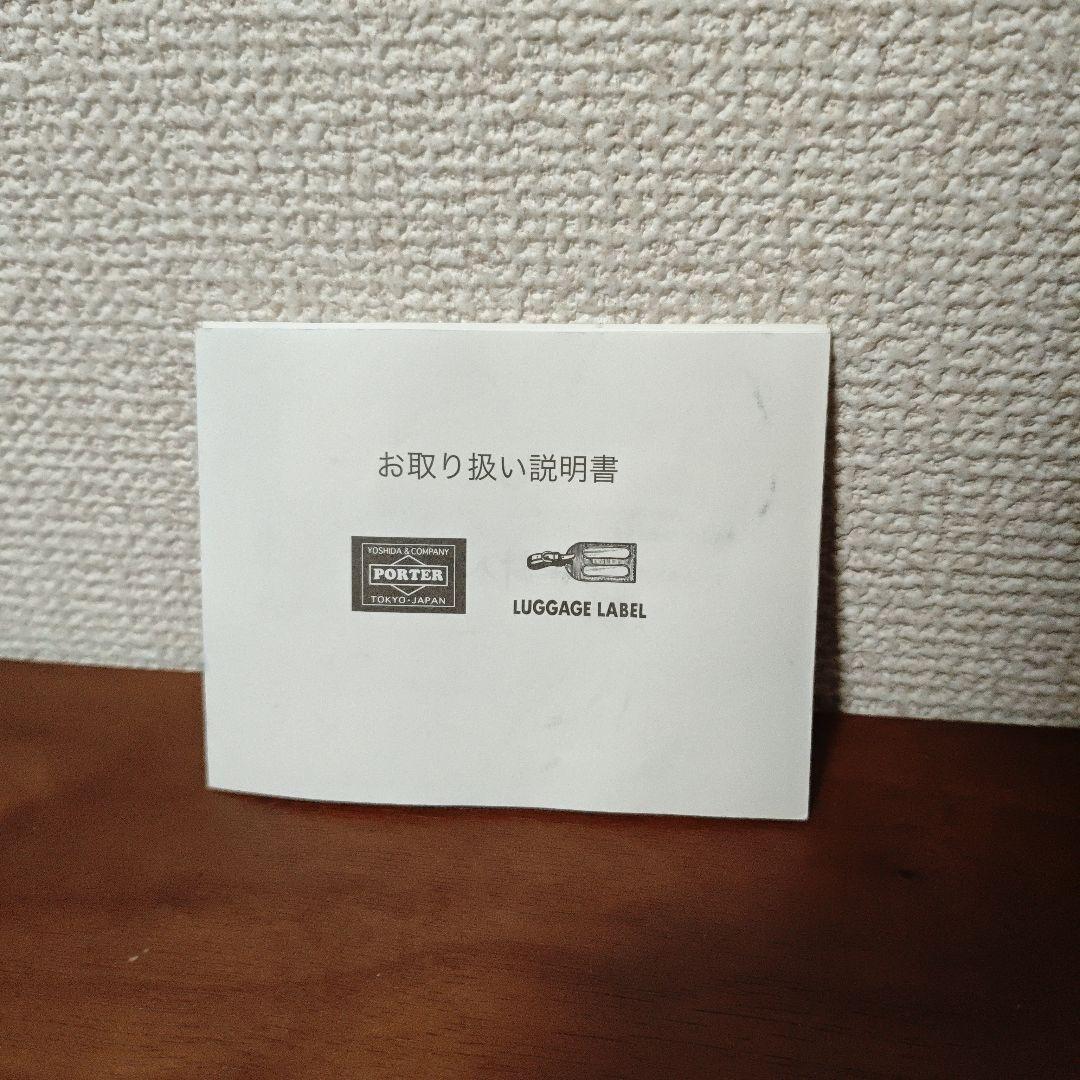 お取り扱い説明書
YOSHIDA & COMPANY
PORTER
TOKYO・JAPAN
LUGGAGE LABEL